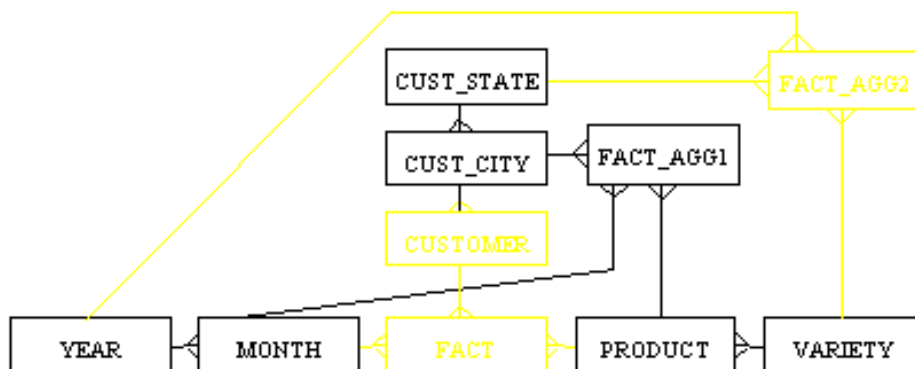 CUST_STATE
FACT_AGG2
CUST_CITY
FACT_AGG1
CUSTOMER
YEAR
MONTH
FACT
PRODUCT
VARIETY